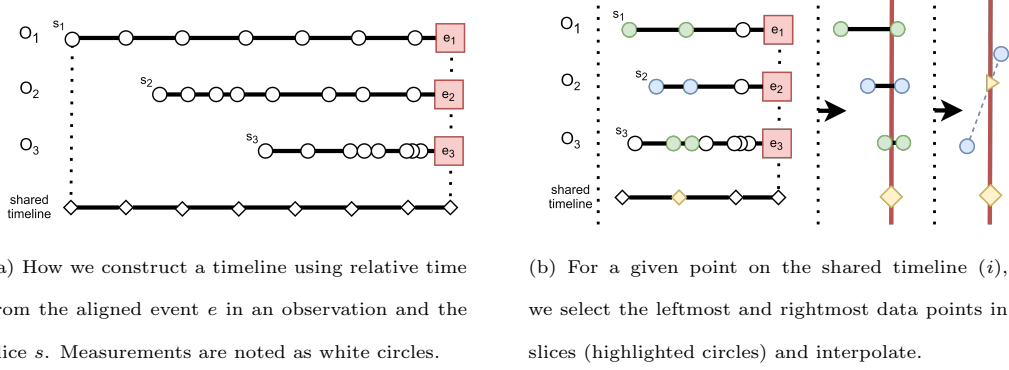 s1
O1
e1
s2
O2
e2
s3
O3
e3
shared
timeline
a) How we construct a timeline using relative time
rom the aligned event e in an observation and the
lice s. Measurements are noted as white circles.
s1
O1
e1
s2
O2
e2
s3
O3
e3
shared
timeline
(b) For a given point on the shared timeline (i),
we select the leftmost and rightmost data points in
slices (highlighted circles) and interpolate.